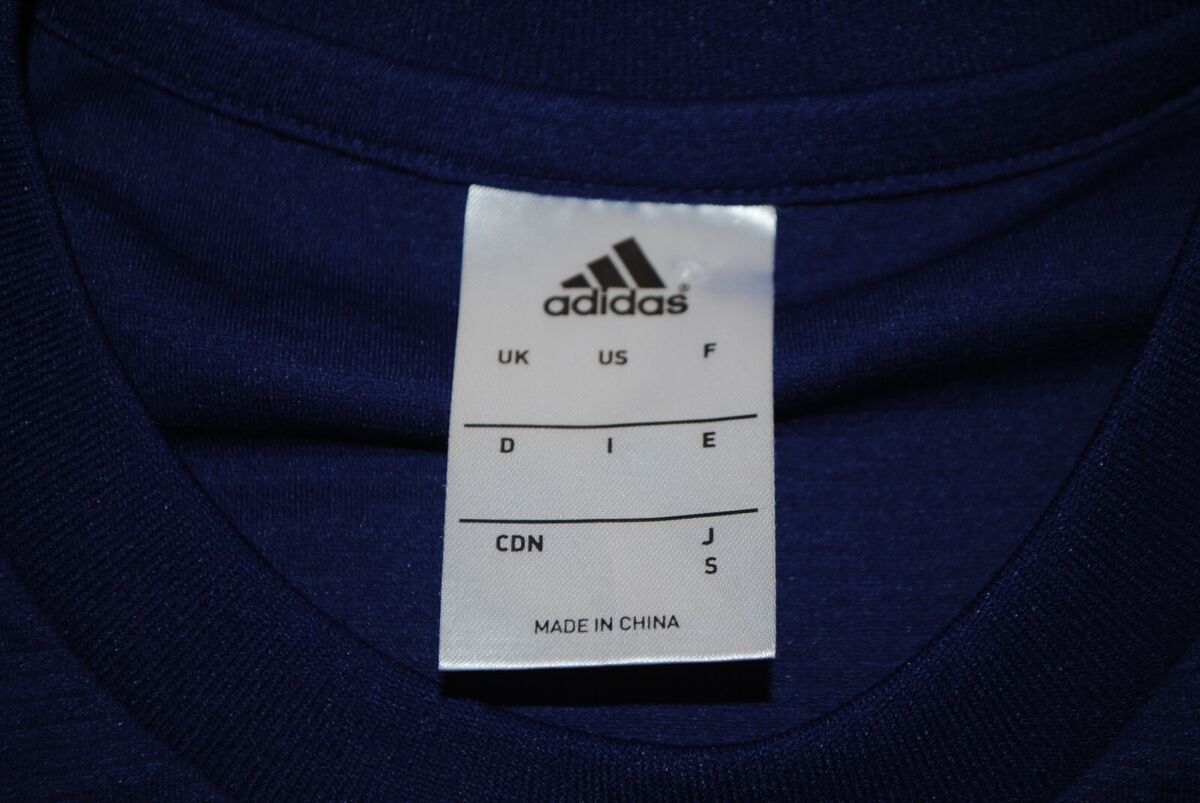 adidas®
UK US F
D I E
CDN J
S
MADE IN CHINA